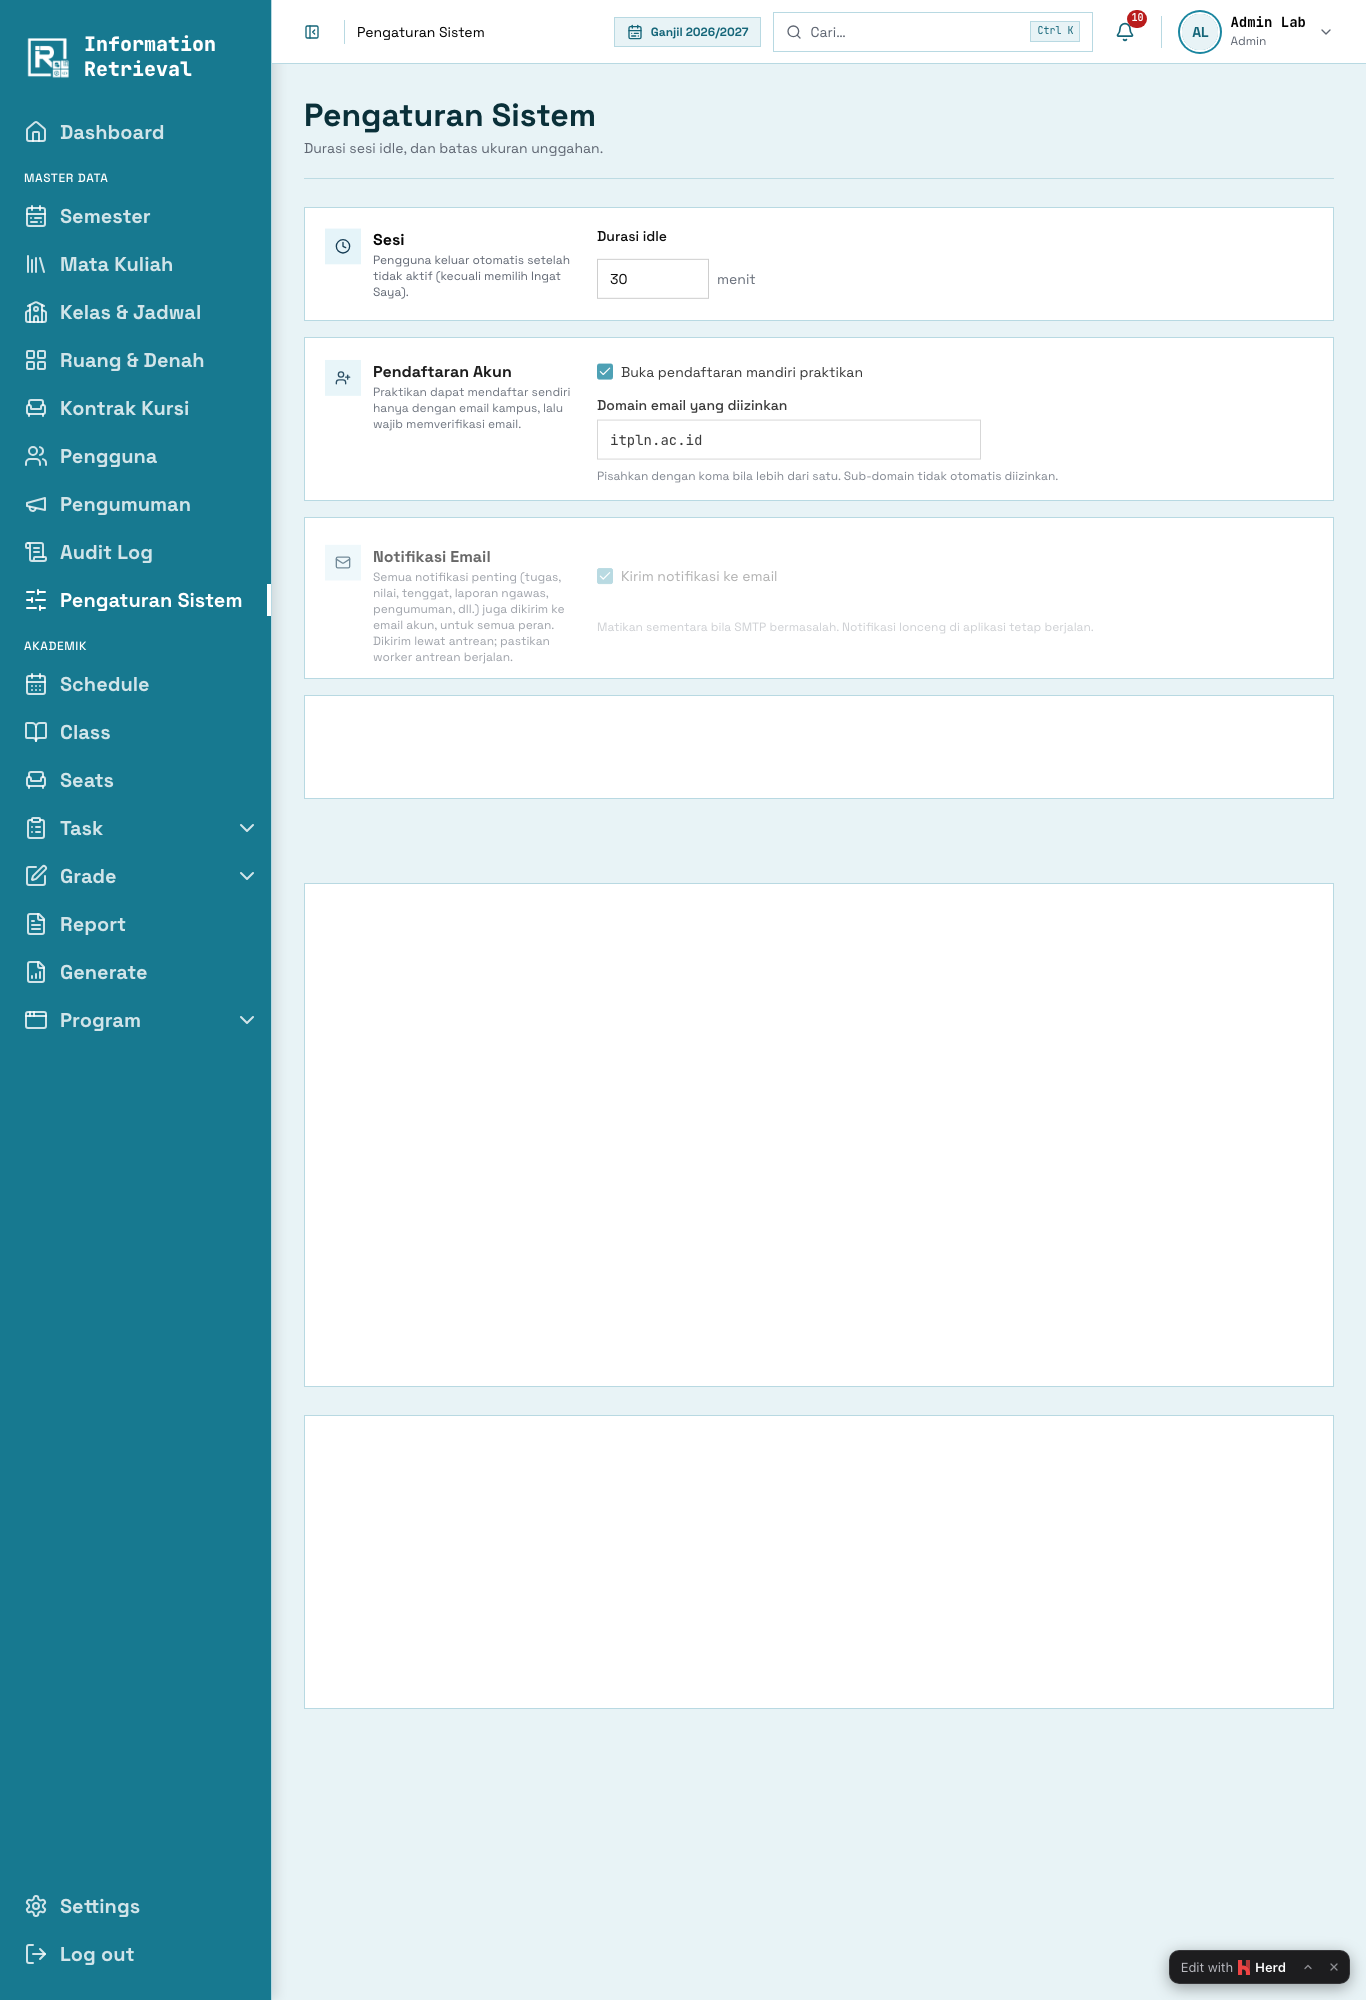 Information
Retrieval
Dashboard
MASTER DATA
Semester
Mata Kuliah
Kelas & Jadwal
Ruang & Denah
Kontrak Kursi
Pengguna
Pengumuman
Audit Log
Pengaturan Sistem
AKADEMIK
Schedule
Class
Seats
Task
Grade
Report
Generate
Program
Settings
Log out
Pengaturan Sistem
Ganjil 2026/2027
Cari...
Ctrl K
10
AL
Admin Lab
Admin
Pengaturan Sistem
Durasi sesi idle, dan batas ukuran unggahan.
Sesi
Pengguna keluar otomatis setelah
tidak aktif (kecuali memilih Ingat
Saya).
Durasi idle
30
menit
Pendaftaran Akun
Praktikan dapat mendaftar sendiri
hanya dengan email kampus, lalu
wajib memverifikasi email.
Buka pendaftaran mandiri praktikan
Domain email yang diizinkan
itpln.ac.id
Pisahkan dengan koma bila lebih dari satu. Sub-domain tidak otomatis diizinkan.
Notifikasi Email
Semua notifikasi penting (tugas,
nilai, tenggat, laporan ngawas,
pengumuman, dll.) juga dikirim ke
email akun, untuk semua peran.
Dikirim lewat antrean; pastikan
worker antrean berjalan.
Kirim notifikasi ke email
Matikan sementara bila SMTP bermasalah. Notifikasi lonceng di aplikasi tetap berjalan.
Edit with Herd